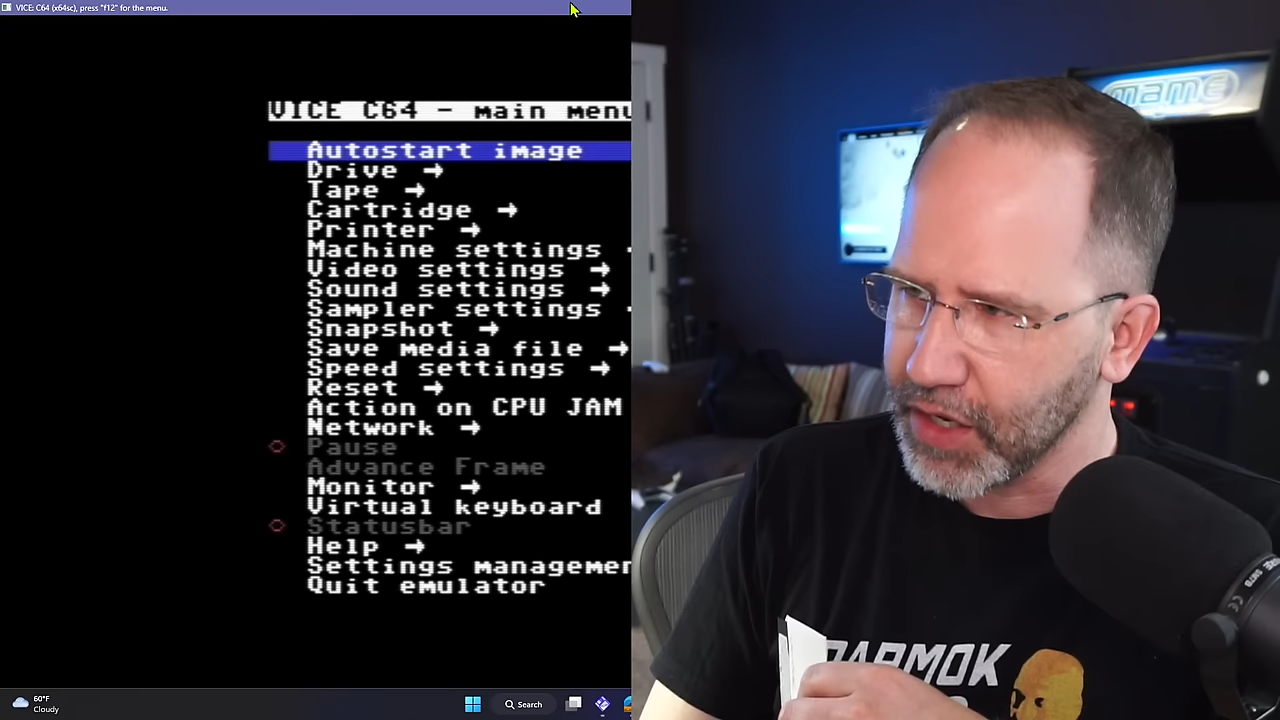 VICE: C64 (x64sc), press "f12" for the menu.
VICE C64 - main menu
Autostart image
Drive →
Tape →
Cartridge →
Printer →
Machine settings
Video settings →
Sound settings →
Sampler settings
Snapshot →
Save media file →
Speed settings →
Reset →
Action on CPU JAM
Network →
Pause
Advance Frame
Monitor →
Virtual keyboard
Statusbar
Help →
Settings managemen
Quit emulator
60°F
Cloudy
Search
mame
DARMOK
SM7B